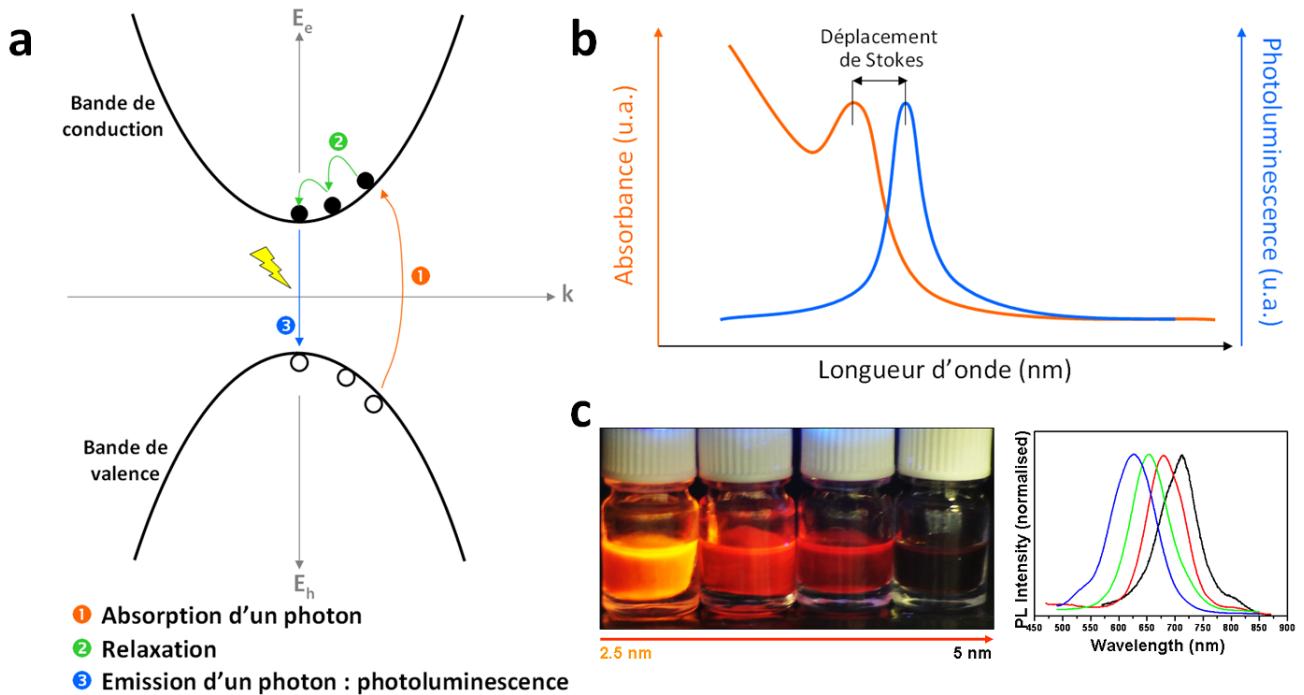 a
E_e
Bande de
conduction
2
1
k
3
Bande de
valence
E_h
1 Absorption d’un photon
2 Relaxation
3 Emission d’un photon : photoluminescence
b
Déplacement
de Stokes
Absorbance (u.a.)
Photoluminescence (u.a.)
Longueur d’onde (nm)
c
2.5 nm
5 nm
PL Intensity (normalised)
450 500 550 600 650 700 750 800 850 900
Wavelength (nm)